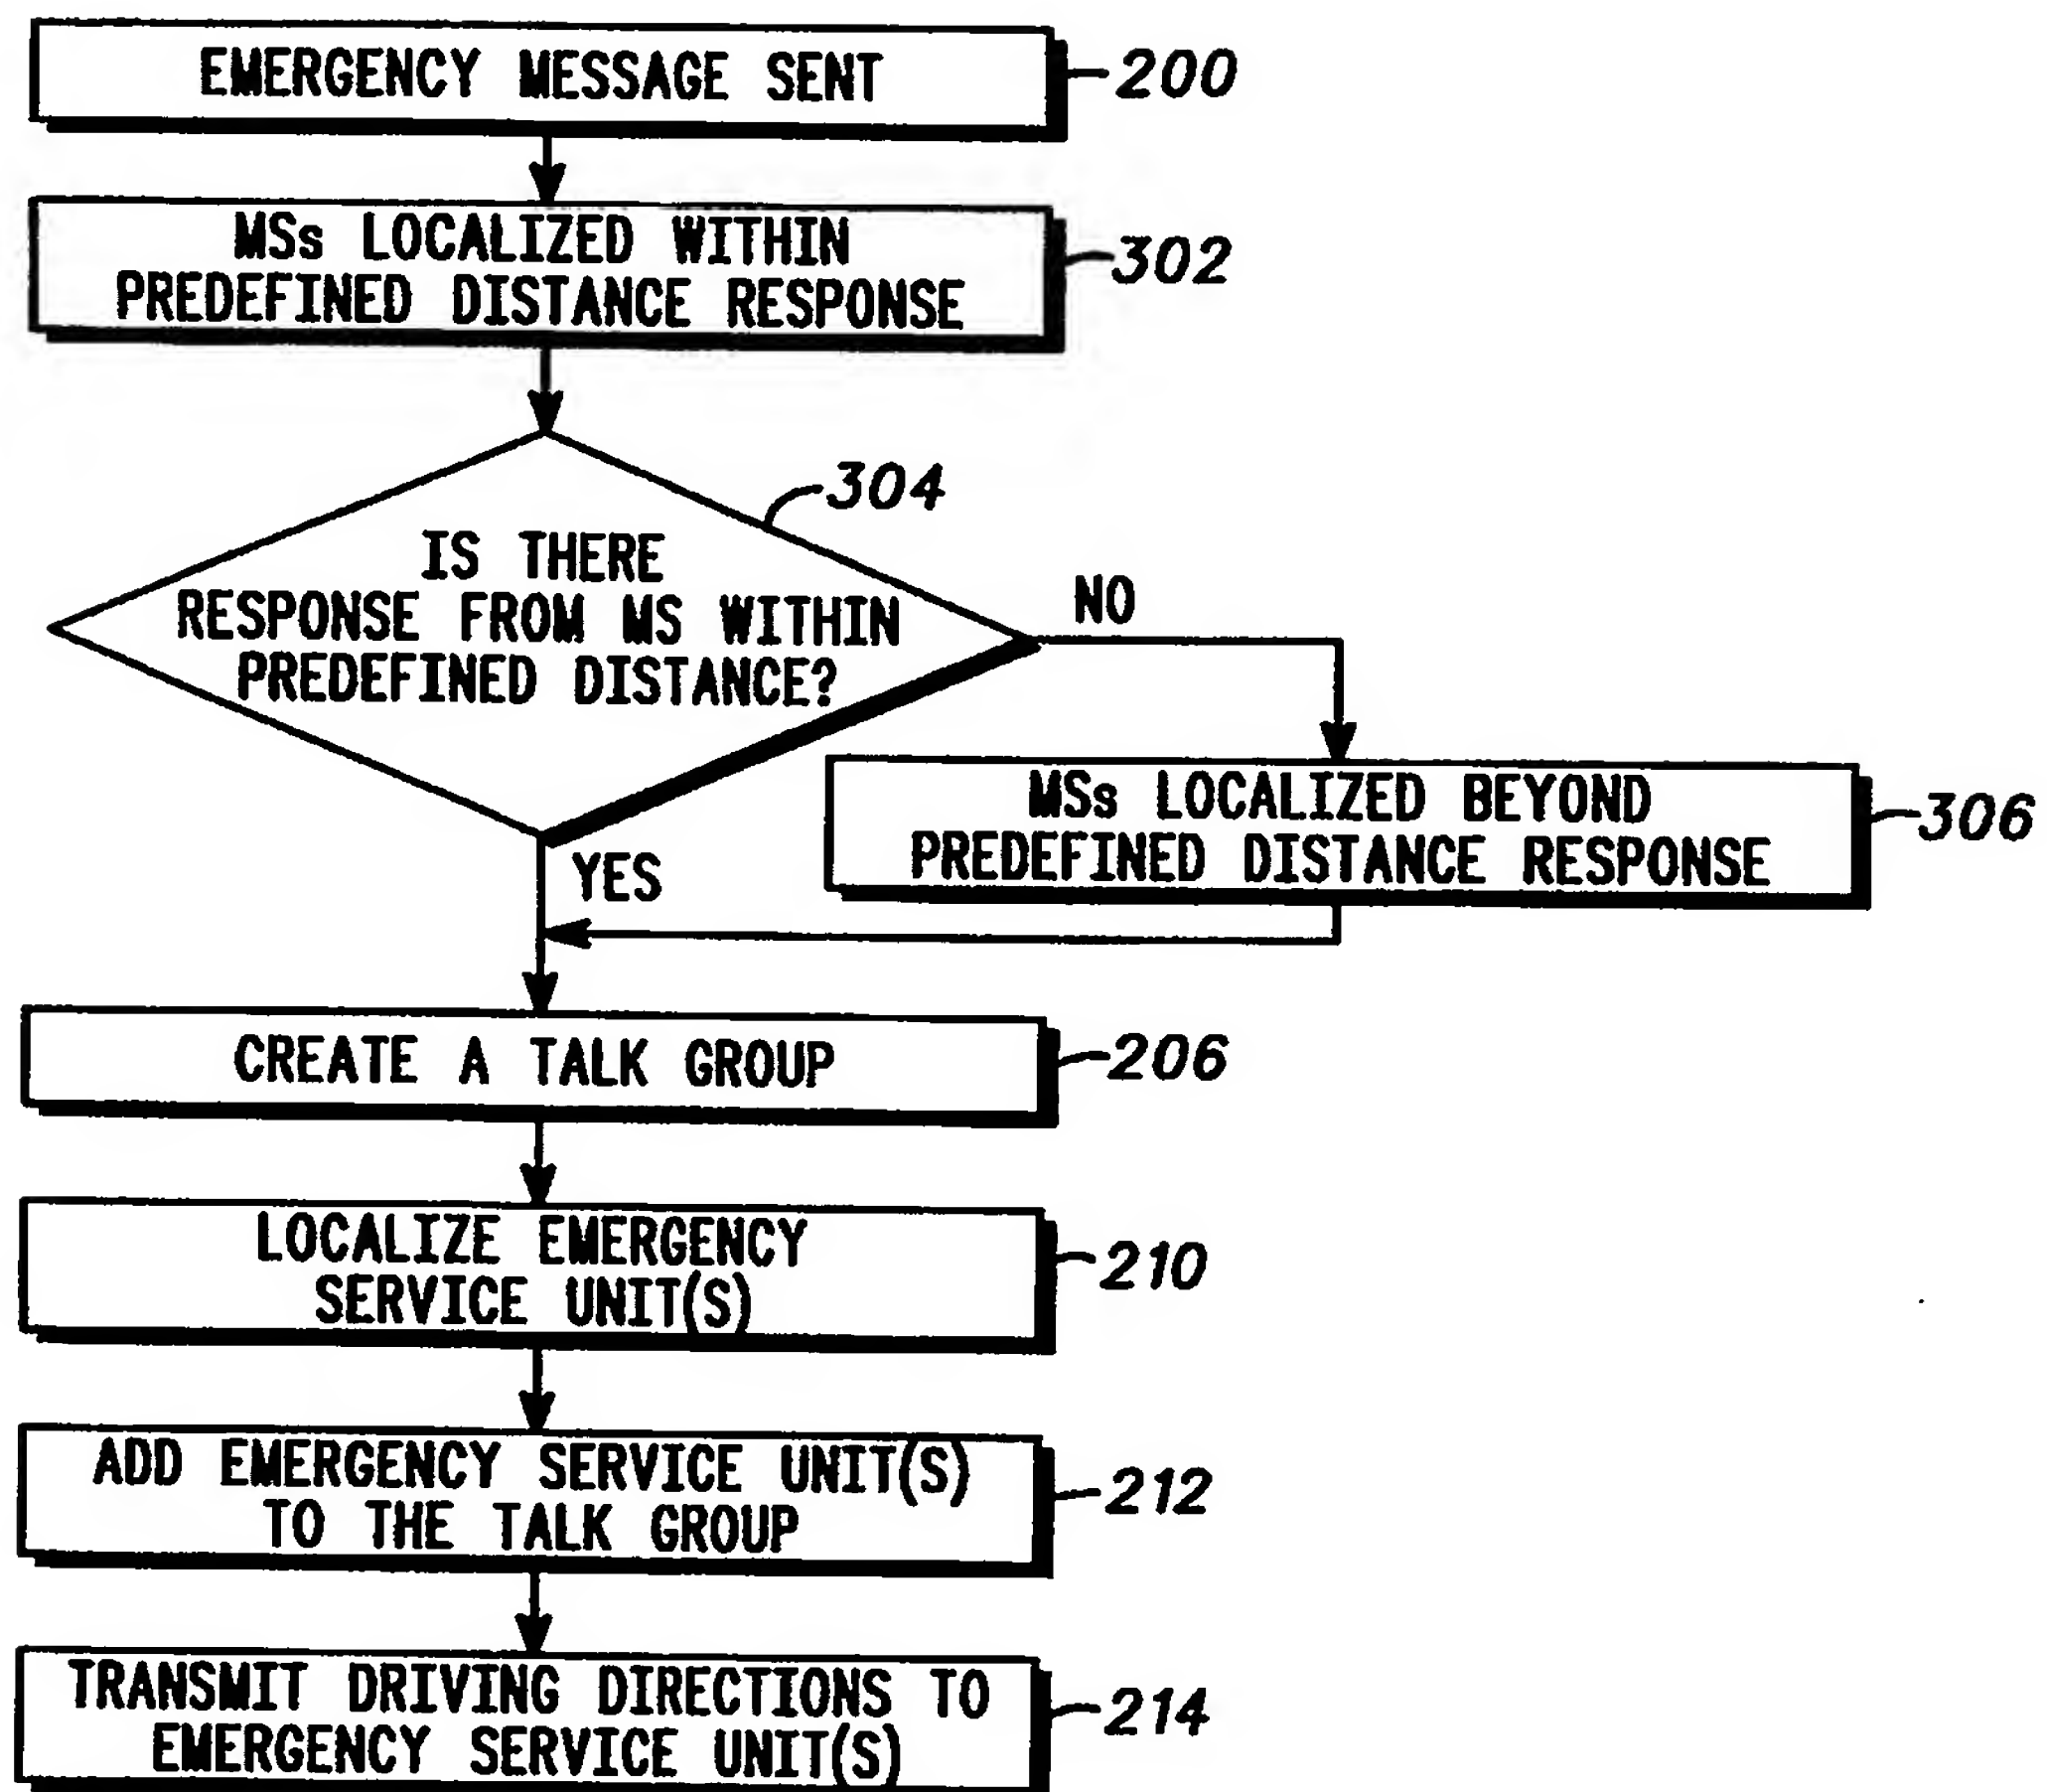 EMERGENCY MESSAGE SENT
200
MSs LOCALIZED WITHIN
PREDEFINED DISTANCE RESPONSE
302
304
IS THERE
RESPONSE FROM MS WITHIN
PREDEFINED DISTANCE?
NO
MSs LOCALIZED BEYOND
PREDEFINED DISTANCE RESPONSE
306
YES
CREATE A TALK GROUP
206
LOCALIZE EMERGENCY
SERVICE UNIT(S)
210
ADD EMERGENCY SERVICE UNIT(S)
TO THE TALK GROUP
212
TRANSMIT DRIVING DIRECTIONS TO
EMERGENCY SERVICE UNIT(S)
214